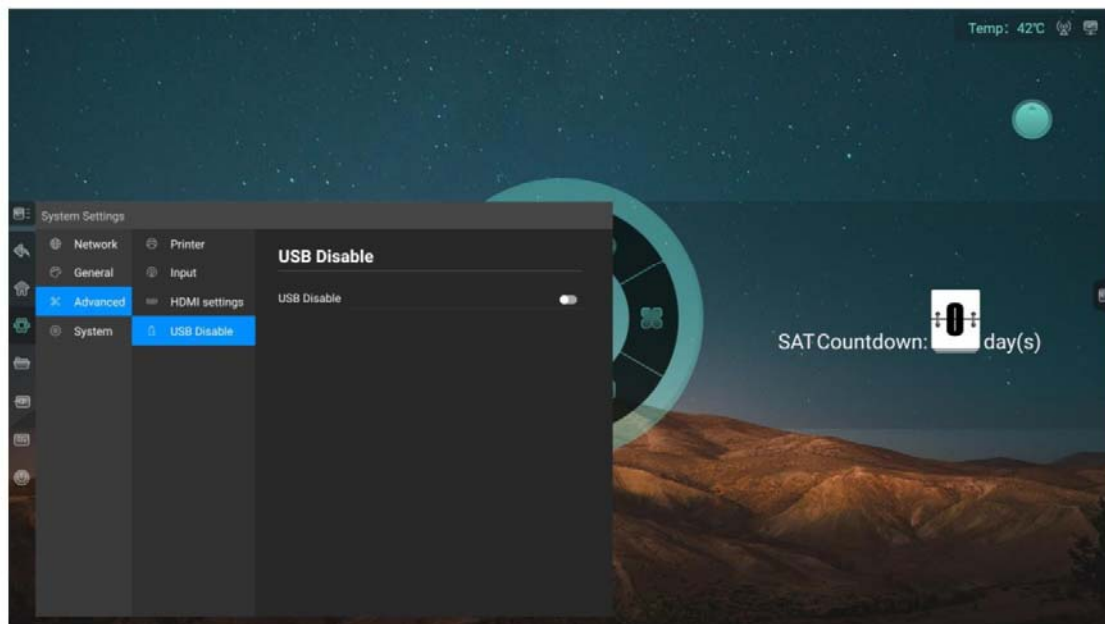 Temp: 42℃
System Settings
Network
General
Advanced
System
Printer
Input
HDMI settings
USB Disable
USB Disable
USB Disable
SAT Countdown: 0 day(s)